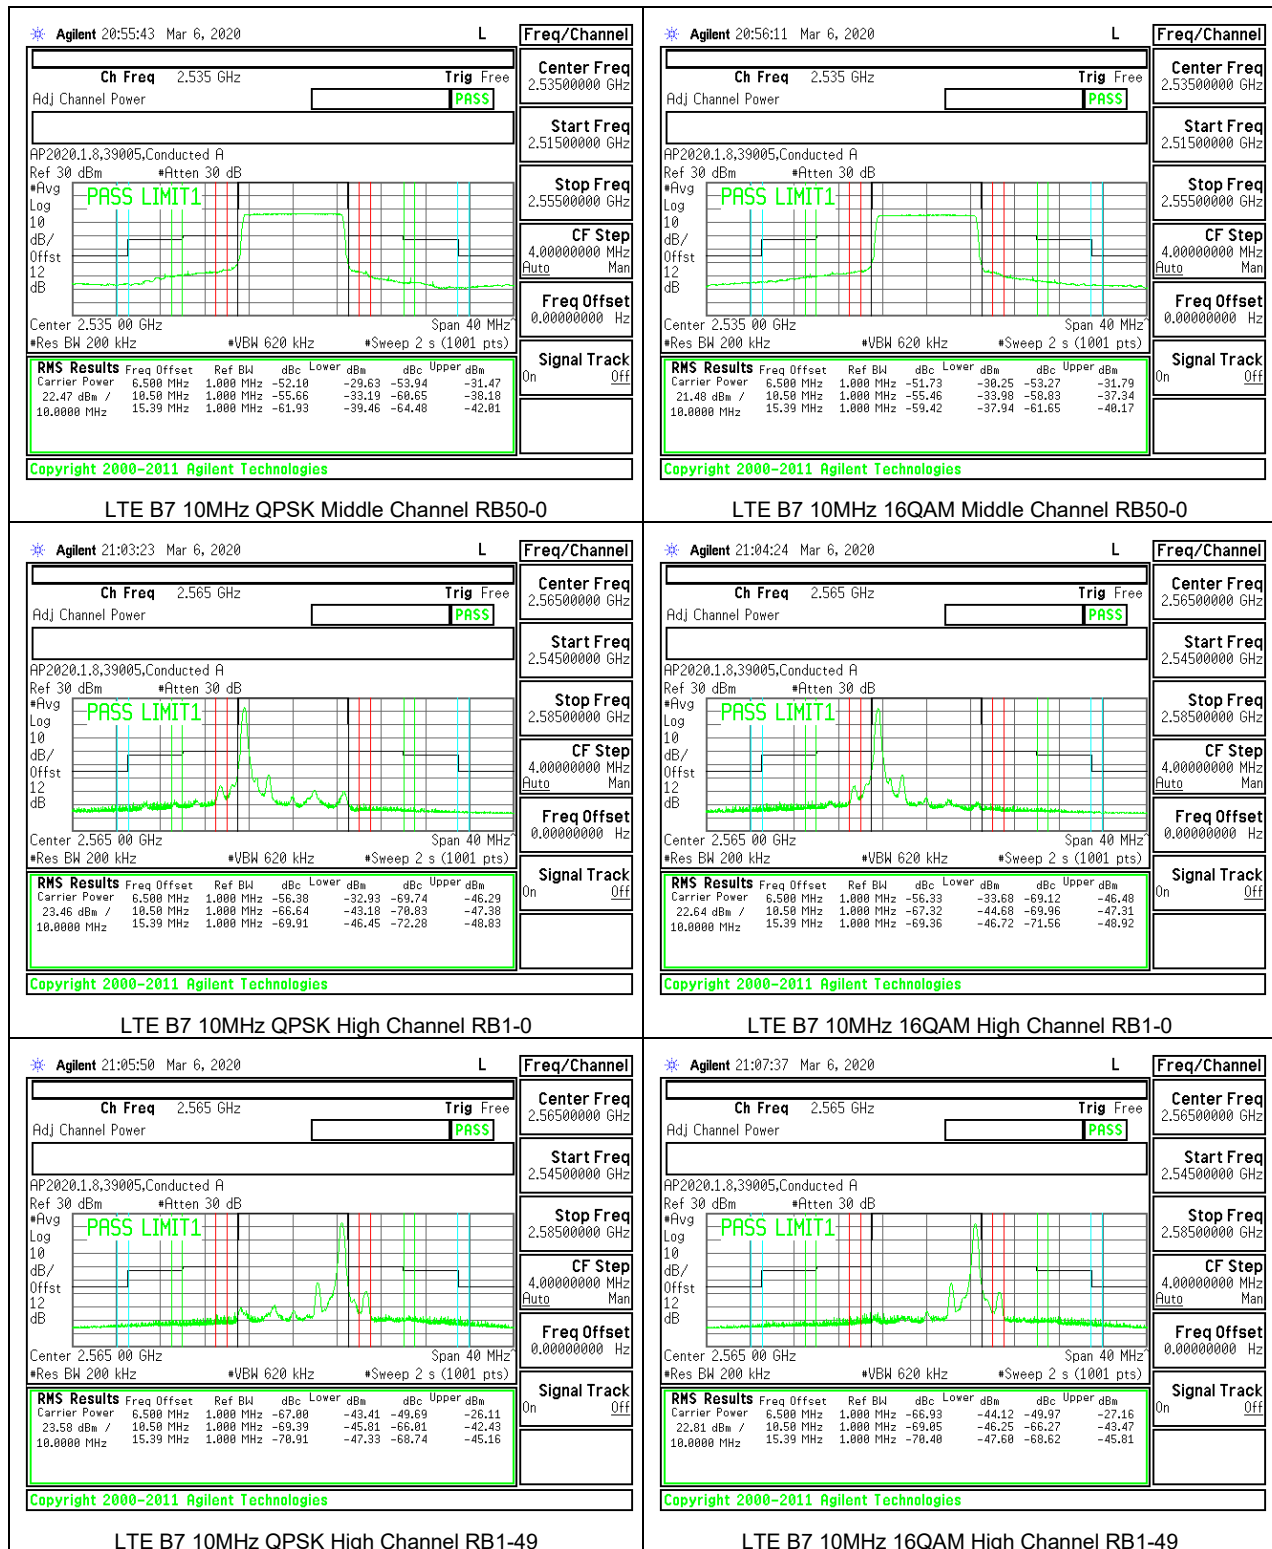 Agilent 20:55:43 Mar 6, 2020 L Freq/Channel
Ch Freq 2.535 GHz Trig Free
Adj Channel Power PASS
Center Freq
2.53500000 GHz
Start Freq
2.51500000 GHz
AP2020.1.8,39005,Conducted A
Ref 30 dBm #Atten 30 dB
#Avg
Log
10
dB/
Offst
12
dB
PASS LIMIT1
Stop Freq
2.55500000 GHz
CF Step
4.00000000 MHz
Auto Man
Freq Offset
0.00000000 Hz
Center 2.535 00 GHz Span 40 MHz^
#Res BW 200 kHz #VBW 620 kHz #Sweep 2 s (1001 pts)
Signal Track
On Off
RMS Results Freq Offset Ref BW dBc Lower dBm dBc Upper dBm
Carrier Power 6.500 MHz 1.000 MHz -52.10 -29.63 -53.94 -31.47
22.47 dBm / 10.50 MHz 1.000 MHz -55.66 -33.19 -60.65 -38.18
10.0000 MHz 15.39 MHz 1.000 MHz -61.93 -39.46 -64.48 -42.01
Copyright 2000-2011 Agilent Technologies
LTE B7 10MHz QPSK Middle Channel RB50-0
Agilent 20:56:11 Mar 6, 2020 L Freq/Channel
Ch Freq 2.535 GHz Trig Free
Adj Channel Power PASS
Center Freq
2.53500000 GHz
Start Freq
2.51500000 GHz
AP2020.1.8,39005,Conducted A
Ref 30 dBm #Atten 30 dB
#Avg
Log
10
dB/
Offst
12
dB
PASS LIMIT1
Stop Freq
2.55500000 GHz
CF Step
4.00000000 MHz
Auto Man
Freq Offset
0.00000000 Hz
Center 2.535 00 GHz Span 40 MHz^
#Res BW 200 kHz #VBW 620 kHz #Sweep 2 s (1001 pts)
Signal Track
On Off
RMS Results Freq Offset Ref BW dBc Lower dBm dBc Upper dBm
Carrier Power 6.500 MHz 1.000 MHz -51.73 -30.25 -53.27 -31.79
21.48 dBm / 10.50 MHz 1.000 MHz -55.46 -33.98 -58.83 -37.34
10.0000 MHz 15.39 MHz 1.000 MHz -59.42 -37.94 -61.65 -40.17
Copyright 2000-2011 Agilent Technologies
LTE B7 10MHz 16QAM Middle Channel RB50-0
Agilent 21:03:23 Mar 6, 2020 L Freq/Channel
Ch Freq 2.565 GHz Trig Free
Adj Channel Power PASS
Center Freq
2.56500000 GHz
Start Freq
2.54500000 GHz
AP2020.1.8,39005,Conducted A
Ref 30 dBm #Atten 30 dB
#Avg
Log
10
dB/
Offst
12
dB
PASS LIMIT1
Stop Freq
2.58500000 GHz
CF Step
4.00000000 MHz
Auto Man
Freq Offset
0.00000000 Hz
Center 2.565 00 GHz Span 40 MHz^
#Res BW 200 kHz #VBW 620 kHz #Sweep 2 s (1001 pts)
Signal Track
On Off
RMS Results Freq Offset Ref BW dBc Lower dBm dBc Upper dBm
Carrier Power 6.500 MHz 1.000 MHz -56.38 -32.93 -69.74 -46.29
23.46 dBm / 10.50 MHz 1.000 MHz -66.64 -43.18 -70.83 -47.38
10.0000 MHz 15.39 MHz 1.000 MHz -69.91 -46.45 -72.28 -48.83
Copyright 2000-2011 Agilent Technologies
LTE B7 10MHz QPSK High Channel RB1-0
Agilent 21:04:24 Mar 6, 2020 L Freq/Channel
Ch Freq 2.565 GHz Trig Free
Adj Channel Power PASS
Center Freq
2.56500000 GHz
Start Freq
2.54500000 GHz
AP2020.1.8,39005,Conducted A
Ref 30 dBm #Atten 30 dB
#Avg
Log
10
dB/
Offst
12
dB
PASS LIMIT1
Stop Freq
2.58500000 GHz
CF Step
4.00000000 MHz
Auto Man
Freq Offset
0.00000000 Hz
Center 2.565 00 GHz Span 40 MHz^
#Res BW 200 kHz #VBW 620 kHz #Sweep 2 s (1001 pts)
Signal Track
On Off
RMS Results Freq Offset Ref BW dBc Lower dBm dBc Upper dBm
Carrier Power 6.500 MHz 1.000 MHz -56.33 -33.68 -69.12 -46.48
22.64 dBm / 10.50 MHz 1.000 MHz -67.32 -44.68 -69.96 -47.31
10.0000 MHz 15.39 MHz 1.000 MHz -69.36 -46.72 -71.56 -48.92
Copyright 2000-2011 Agilent Technologies
LTE B7 10MHz 16QAM High Channel RB1-0
Agilent 21:05:50 Mar 6, 2020 L Freq/Channel
Ch Freq 2.565 GHz Trig Free
Adj Channel Power PASS
Center Freq
2.56500000 GHz
Start Freq
2.54500000 GHz
AP2020.1.8,39005,Conducted A
Ref 30 dBm #Atten 30 dB
#Avg
Log
10
dB/
Offst
12
dB
PASS LIMIT1
Stop Freq
2.58500000 GHz
CF Step
4.00000000 MHz
Auto Man
Freq Offset
0.00000000 Hz
Center 2.565 00 GHz Span 40 MHz^
#Res BW 200 kHz #VBW 620 kHz #Sweep 2 s (1001 pts)
Signal Track
On Off
RMS Results Freq Offset Ref BW dBc Lower dBm dBc Upper dBm
Carrier Power 6.500 MHz 1.000 MHz -67.00 -43.41 -49.69 -26.11
23.58 dBm / 10.50 MHz 1.000 MHz -69.39 -45.81 -66.01 -42.43
10.0000 MHz 15.39 MHz 1.000 MHz -70.91 -47.33 -68.74 -45.16
Copyright 2000-2011 Agilent Technologies
LTE B7 10MHz QPSK High Channel RB1-49
Agilent 21:07:37 Mar 6, 2020 L Freq/Channel
Ch Freq 2.565 GHz Trig Free
Adj Channel Power PASS
Center Freq
2.56500000 GHz
Start Freq
2.54500000 GHz
AP2020.1.8,39005,Conducted A
Ref 30 dBm #Atten 30 dB
#Avg
Log
10
dB/
Offst
12
dB
PASS LIMIT1
Stop Freq
2.58500000 GHz
CF Step
4.00000000 MHz
Auto Man
Freq Offset
0.00000000 Hz
Center 2.565 00 GHz Span 40 MHz^
#Res BW 200 kHz #VBW 620 kHz #Sweep 2 s (1001 pts)
Signal Track
On Off
RMS Results Freq Offset Ref BW dBc Lower dBm dBc Upper dBm
Carrier Power 6.500 MHz 1.000 MHz -66.93 -44.12 -49.97 -27.16
22.81 dBm / 10.50 MHz 1.000 MHz -69.05 -46.25 -66.27 -43.47
10.0000 MHz 15.39 MHz 1.000 MHz -70.40 -47.60 -68.62 -45.81
Copyright 2000-2011 Agilent Technologies
LTE B7 10MHz 16QAM High Channel RB1-49